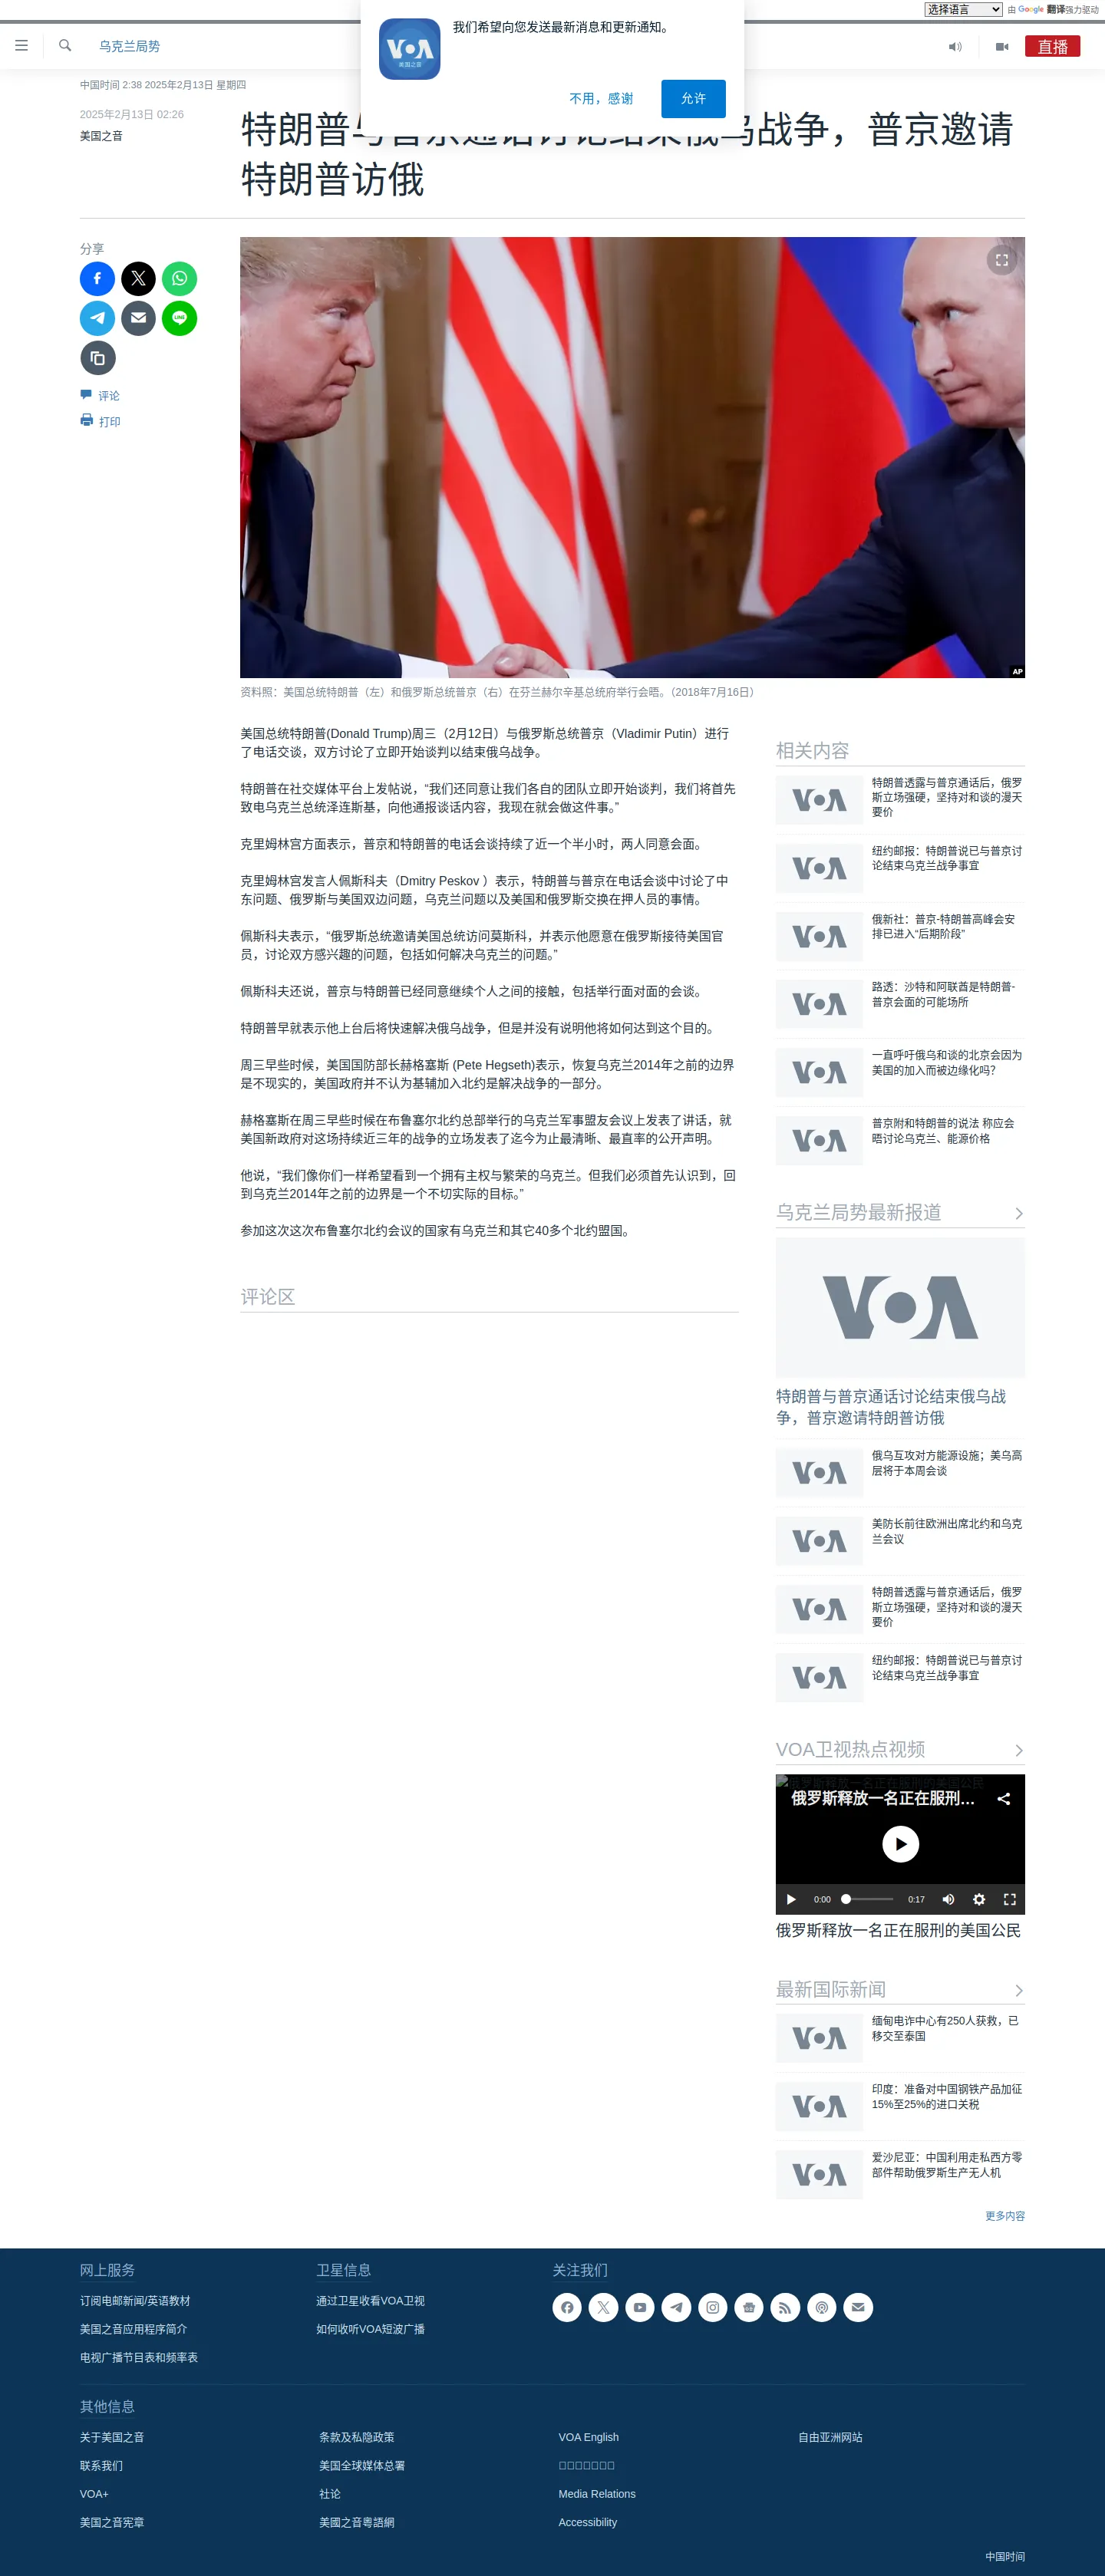 选择语言
由 Google 翻译强力驱动
我们希望向您发送最新消息和更新通知。
VOA
美国之音
不用，感谢
允许
乌克兰局势
直播
中国时间 2:38 2025年2月13日 星期四
2025年2月13日 02:26
美国之音
特朗普与普京通话讨论结束俄乌战争，普京邀请
特朗普访俄
分享
评论
打印
AP
资料照：美国总统特朗普（左）和俄罗斯总统普京（右）在芬兰赫尔辛基总统府举行会晤。（2018年7月16日）
美国总统特朗普(Donald Trump)周三（2月12日）与俄罗斯总统普京（Vladimir Putin）进行
了电话交谈，双方讨论了立即开始谈判以结束俄乌战争。
特朗普在社交媒体平台上发帖说，“我们还同意让我们各自的团队立即开始谈判，我们将首先
致电乌克兰总统泽连斯基，向他通报谈话内容，我现在就会做这件事。”
克里姆林宫方面表示，普京和特朗普的电话会谈持续了近一个半小时，两人同意会面。
克里姆林宫发言人佩斯科夫（Dmitry Peskov ）表示，特朗普与普京在电话会谈中讨论了中
东问题、俄罗斯与美国双边问题，乌克兰问题以及美国和俄罗斯交换在押人员的事情。
佩斯科夫表示，“俄罗斯总统邀请美国总统访问莫斯科，并表示他愿意在俄罗斯接待美国官
员，讨论双方感兴趣的问题，包括如何解决乌克兰的问题。”
佩斯科夫还说，普京与特朗普已经同意继续个人之间的接触，包括举行面对面的会谈。
特朗普早就表示他上台后将快速解决俄乌战争，但是并没有说明他将如何达到这个目的。
周三早些时候，美国国防部长赫格塞斯 (Pete Hegseth)表示，恢复乌克兰2014年之前的边界
是不现实的，美国政府并不认为基辅加入北约是解决战争的一部分。
赫格塞斯在周三早些时候在布鲁塞尔北约总部举行的乌克兰军事盟友会议上发表了讲话，就
美国新政府对这场持续近三年的战争的立场发表了迄今为止最清晰、最直率的公开声明。
他说，“我们像你们一样希望看到一个拥有主权与繁荣的乌克兰。但我们必须首先认识到，回
到乌克兰2014年之前的边界是一个不切实际的目标。”
参加这次这次布鲁塞尔北约会议的国家有乌克兰和其它40多个北约盟国。
评论区
相关内容
VOA
特朗普透露与普京通话后，俄罗
斯立场强硬，坚持对和谈的漫天
要价
VOA
纽约邮报：特朗普说已与普京讨
论结束乌克兰战争事宜
VOA
俄新社：普京-特朗普高峰会安
排已进入“后期阶段”
VOA
路透：沙特和阿联酋是特朗普-
普京会面的可能场所
VOA
一直呼吁俄乌和谈的北京会因为
美国的加入而被边缘化吗？
VOA
普京附和特朗普的说法 称应会
晤讨论乌克兰、能源价格
乌克兰局势最新报道
VOA
特朗普与普京通话讨论结束俄乌战
争，普京邀请特朗普访俄
VOA
俄乌互攻对方能源设施；美乌高
层将于本周会谈
VOA
美防长前往欧洲出席北约和乌克
兰会议
VOA
特朗普透露与普京通话后，俄罗
斯立场强硬，坚持对和谈的漫天
要价
VOA
纽约邮报：特朗普说已与普京讨
论结束乌克兰战争事宜
VOA卫视热点视频
俄罗斯释放一名正在服刑的美国公民
俄罗斯释放一名正在服刑...
0:00
0:17
俄罗斯释放一名正在服刑的美国公民
最新国际新闻
VOA
缅甸电诈中心有250人获救，已
移交至泰国
VOA
印度：准备对中国钢铁产品加征
15%至25%的进口关税
VOA
爱沙尼亚：中国利用走私西方零
部件帮助俄罗斯生产无人机
更多内容
网上服务
订阅电邮新闻/英语教材
美国之音应用程序简介
电视广播节目表和频率表
卫星信息
通过卫星收看VOA卫视
如何收听VOA短波广播
关注我们
其他信息
关于美国之音
联系我们
VOA+
美国之音宪章
条款及私隐政策
美国全球媒体总署
社论
美國之音粵語網
VOA English
Media Relations
Accessibility
自由亚洲网站
中国时间